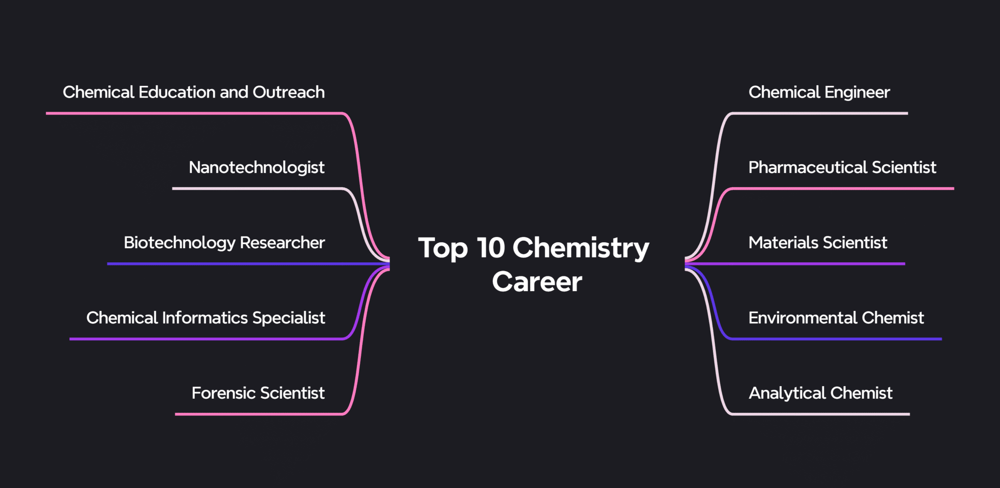 Chemical Education and Outreach
Nanotechnologist
Biotechnology Researcher
Chemical Informatics Specialist
Forensic Scientist
Top 10 Chemistry
Career
Chemical Engineer
Pharmaceutical Scientist
Materials Scientist
Environmental Chemist
Analytical Chemist